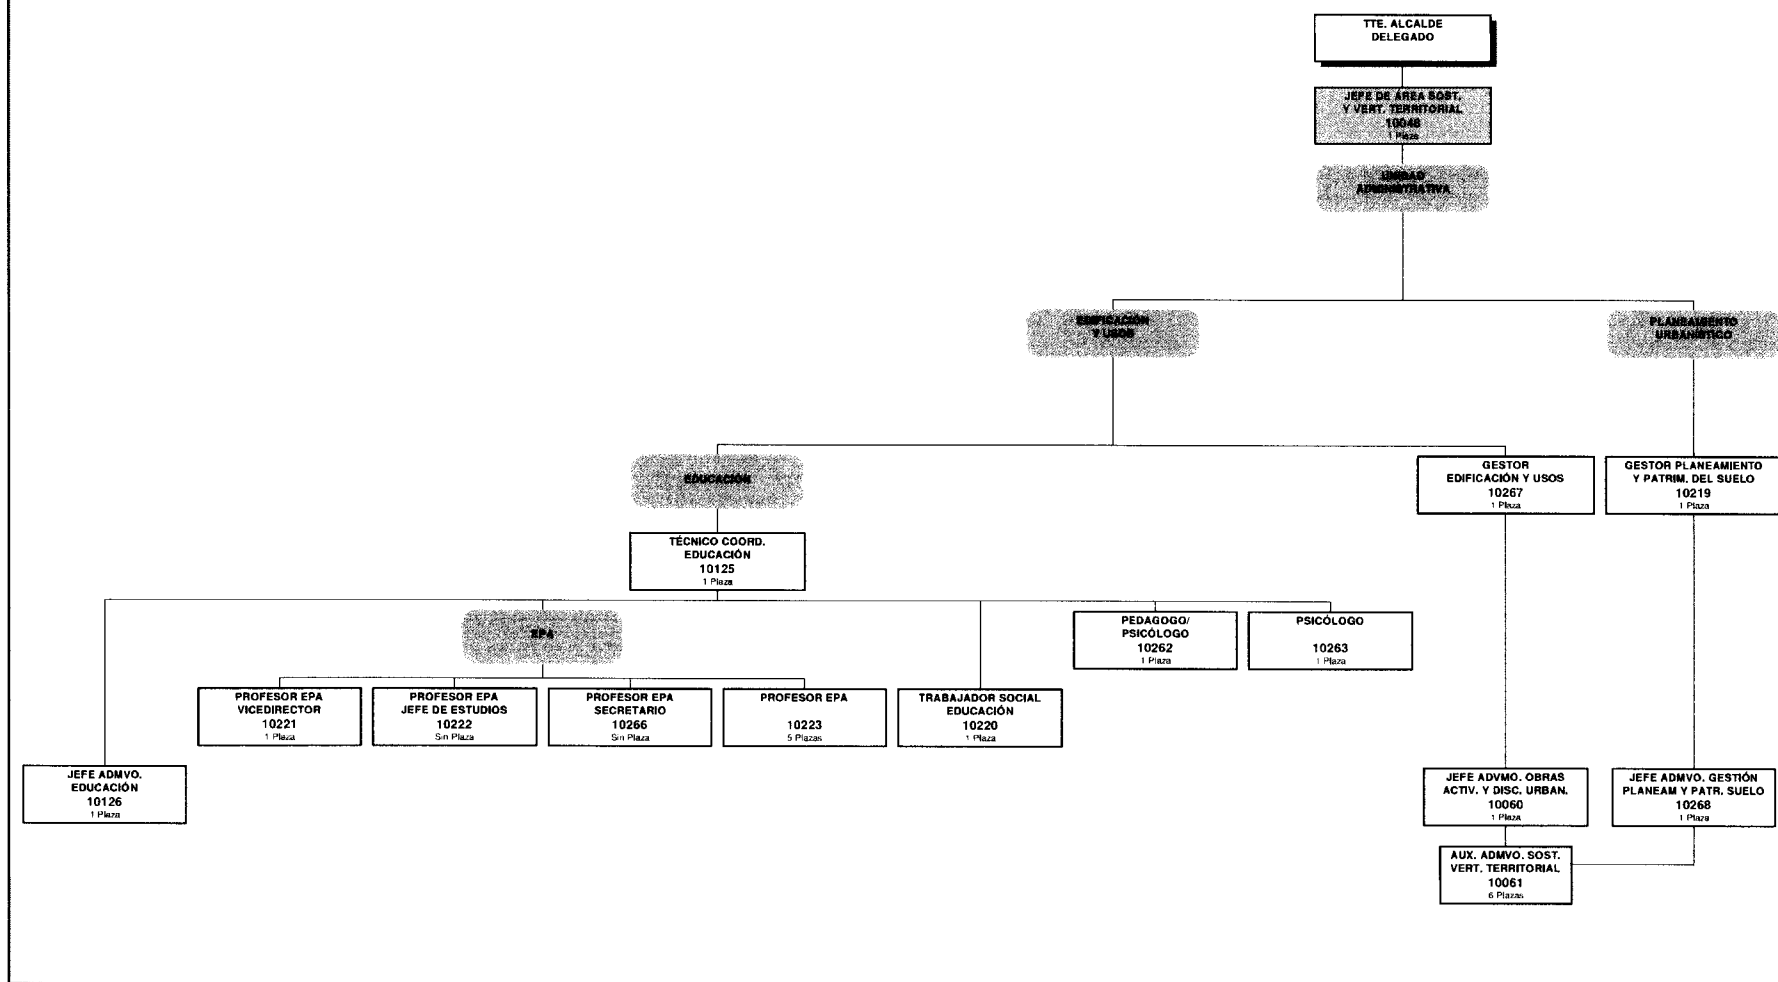 TTE. ALCALDE
DELEGADO
JEFE DE AREA SOST.
Y VERT. TERRITORIAL
10048
1 Plaza
UNIDAD
ADMINISTRATIVA
EDIFICACIÓN
Y USOS
PLANEAMIENTO
URBANÍSTICO
EDUCACIÓN
GESTOR
EDIFICACIÓN Y USOS
10267
1 Plaza
GESTOR PLANEAMIENTO
Y PATRIM. DEL SUELO
10219
1 Plaza
TÉCNICO COORD.
EDUCACIÓN
10125
1 Plaza
EPA
PEDAGOGO/
PSICÓLOGO
10262
1 Plaza
PSICÓLOGO
10263
1 Plaza
PROFESOR EPA
VICEDIRECTOR
10221
1 Plaza
PROFESOR EPA
JEFE DE ESTUDIOS
10222
Sin Plaza
PROFESOR EPA
SECRETARIO
10266
Sin Plaza
PROFESOR EPA
10223
5 Plazas
TRABAJADOR SOCIAL
EDUCACIÓN
10220
1 Plaza
JEFE ADMVO.
EDUCACIÓN
10126
1 Plaza
JEFE ADVMO. OBRAS
ACTIV. Y DISC. URBAN.
10060
1 Plaza
JEFE ADMVO. GESTIÓN
PLANEAM Y PATR. SUELO
10268
1 Plaza
AUX. ADMVO. SOST.
VERT. TERRITORIAL
10061
6 Plazas